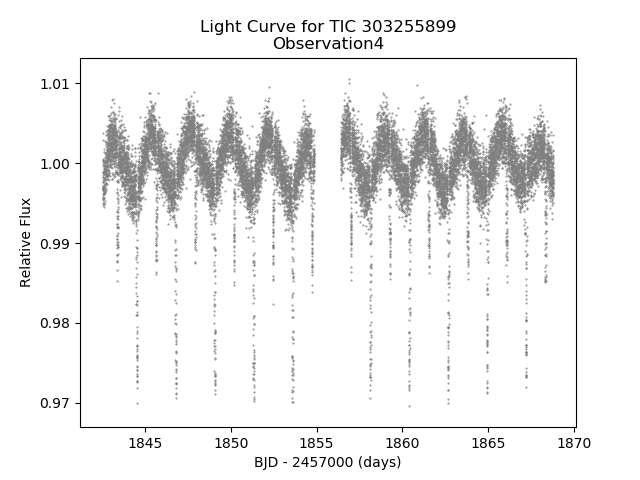 Light Curve for TIC 303255899
Observation4
1.01
1.00
0.99
0.98
0.97
Relative Flux
1845
1850
1855
1860
1865
1870
BJD - 2457000 (days)